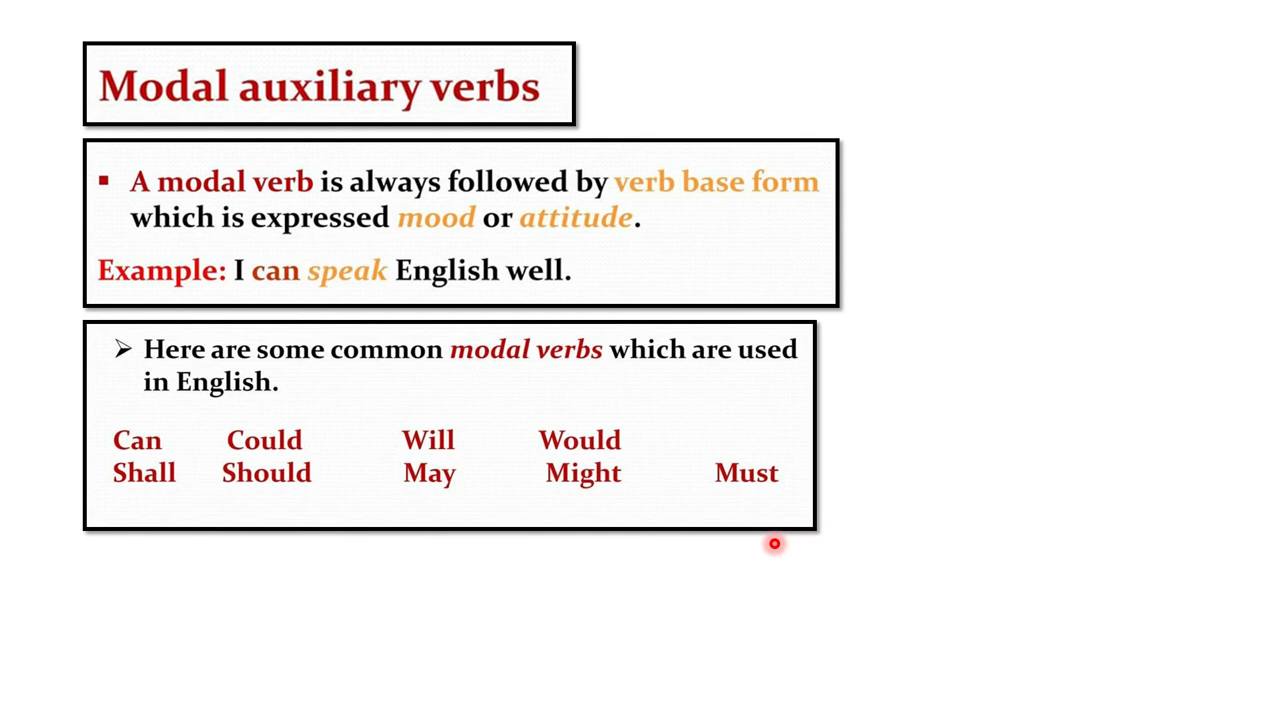 Modal auxiliary verbs
▪ A modal verb is always followed by verb base form
which is expressed mood or attitude.
Example: I can speak English well.
➢ Here are some common modal verbs which are used
in English.
Can Could Will Would
Shall Should May Might Must